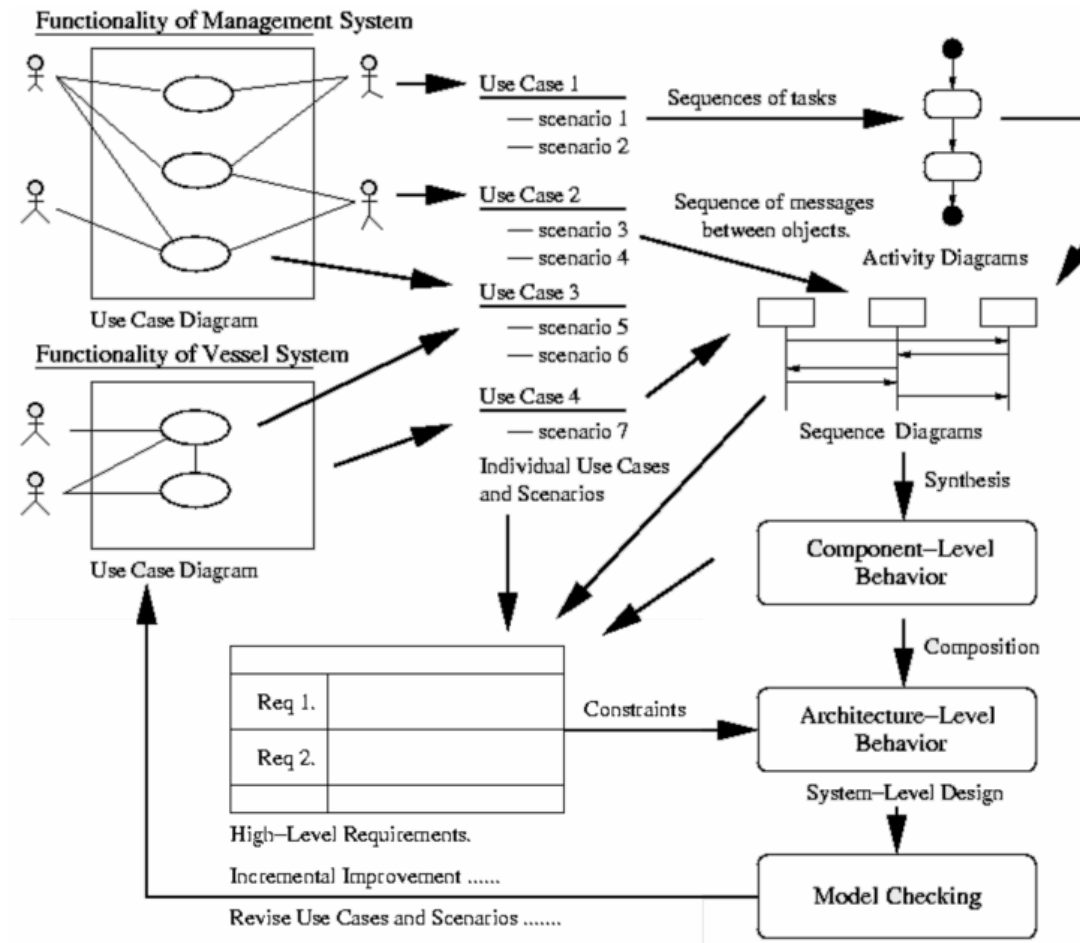 Functionality of Management System
Use Case Diagram
Functionality of Vessel System
Use Case Diagram
Use Case 1
— scenario 1
— scenario 2
Use Case 2
— scenario 3
— scenario 4
Use Case 3
— scenario 5
— scenario 6
Use Case 4
— scenario 7
Individual Use Cases
and Scenarios
Sequences of tasks
Sequence of messages
between objects.
Activity Diagrams
Sequence Diagrams
Synthesis
Component–Level
Behavior
Composition
Req 1.
Req 2.
Constraints
Architecture–Level
Behavior
System–Level Design
High–Level Requirements.
Incremental Improvement ......
Revise Use Cases and Scenarios .......
Model Checking